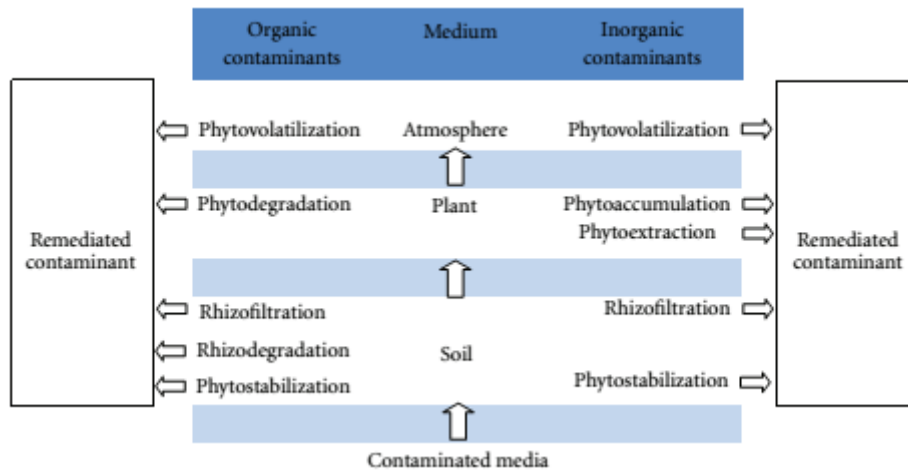 Organic
contaminants
Medium
Inorganic
contaminants
Phytovolatilization
Atmosphere
Phytovolatilization
Phytodegradation
Plant
Phytoaccumulation
Phytoextraction
Remediated
contaminant
Remediated
contaminant
Rhizofiltration
Rhizofiltration
Rhizodegradation
Soil
Phytostabilization
Phytostabilization
Contaminated media